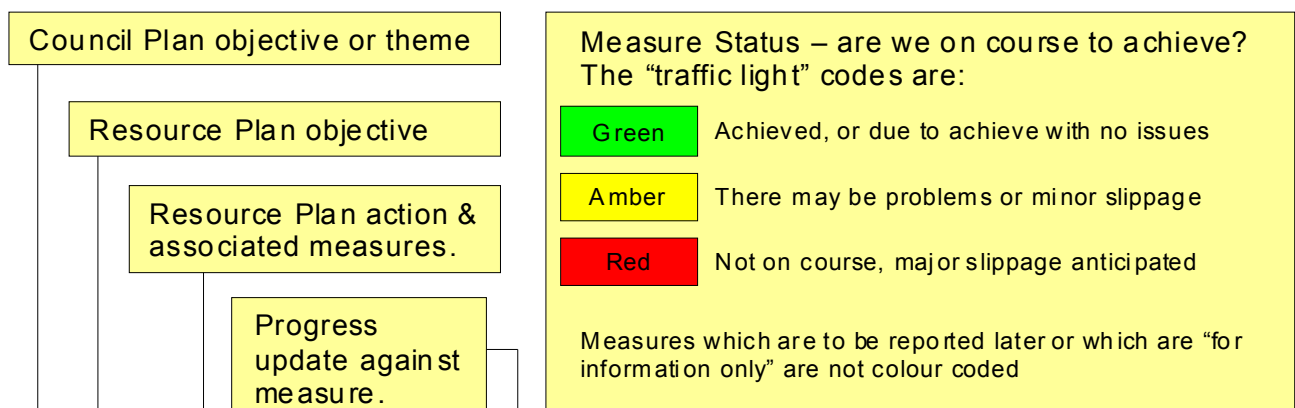 Council Plan objective or theme
Resource Plan objective
Resource Plan action &
associated measures.
Progress
update against
measure.
Measure Status – are we on course to achieve?
The “traffic light” codes are:
Green Achieved, or due to achieve with no issues
Amber There may be problems or minor slippage
Red Not on course, major slippage anticipated
Measures which are to be reported later or which are “for
information only” are not colour coded